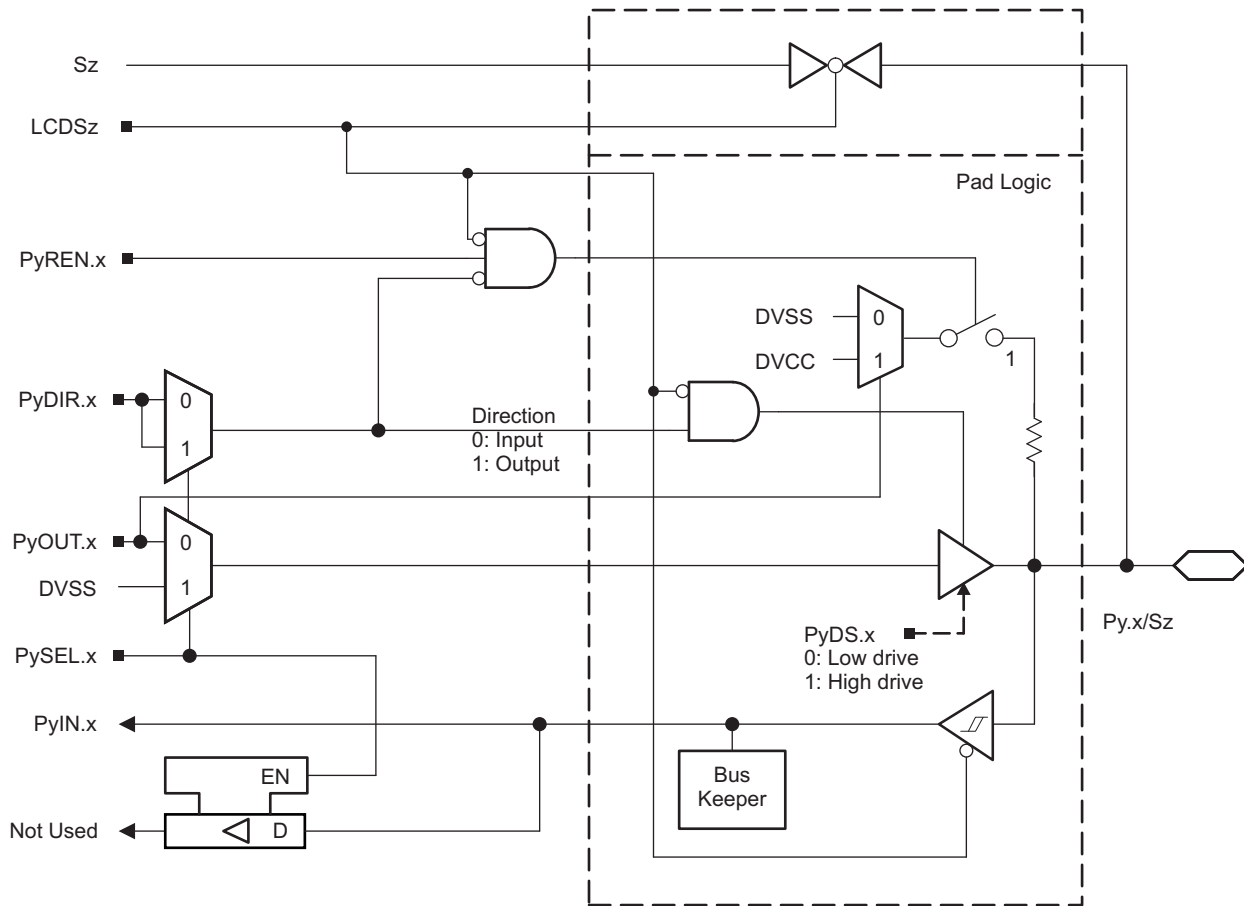 Sz
LCDSz
Pad Logic
PyREN.x
DVSS
0
DVCC
1
1
PyDIR.x
0
1
Direction
0: Input
1: Output
PyOUT.x
0
DVSS
1
PyDS.x
0: Low drive
1: High drive
Py.x/Sz
PySEL.x
PyIN.x
EN
Bus
Keeper
Not Used
D